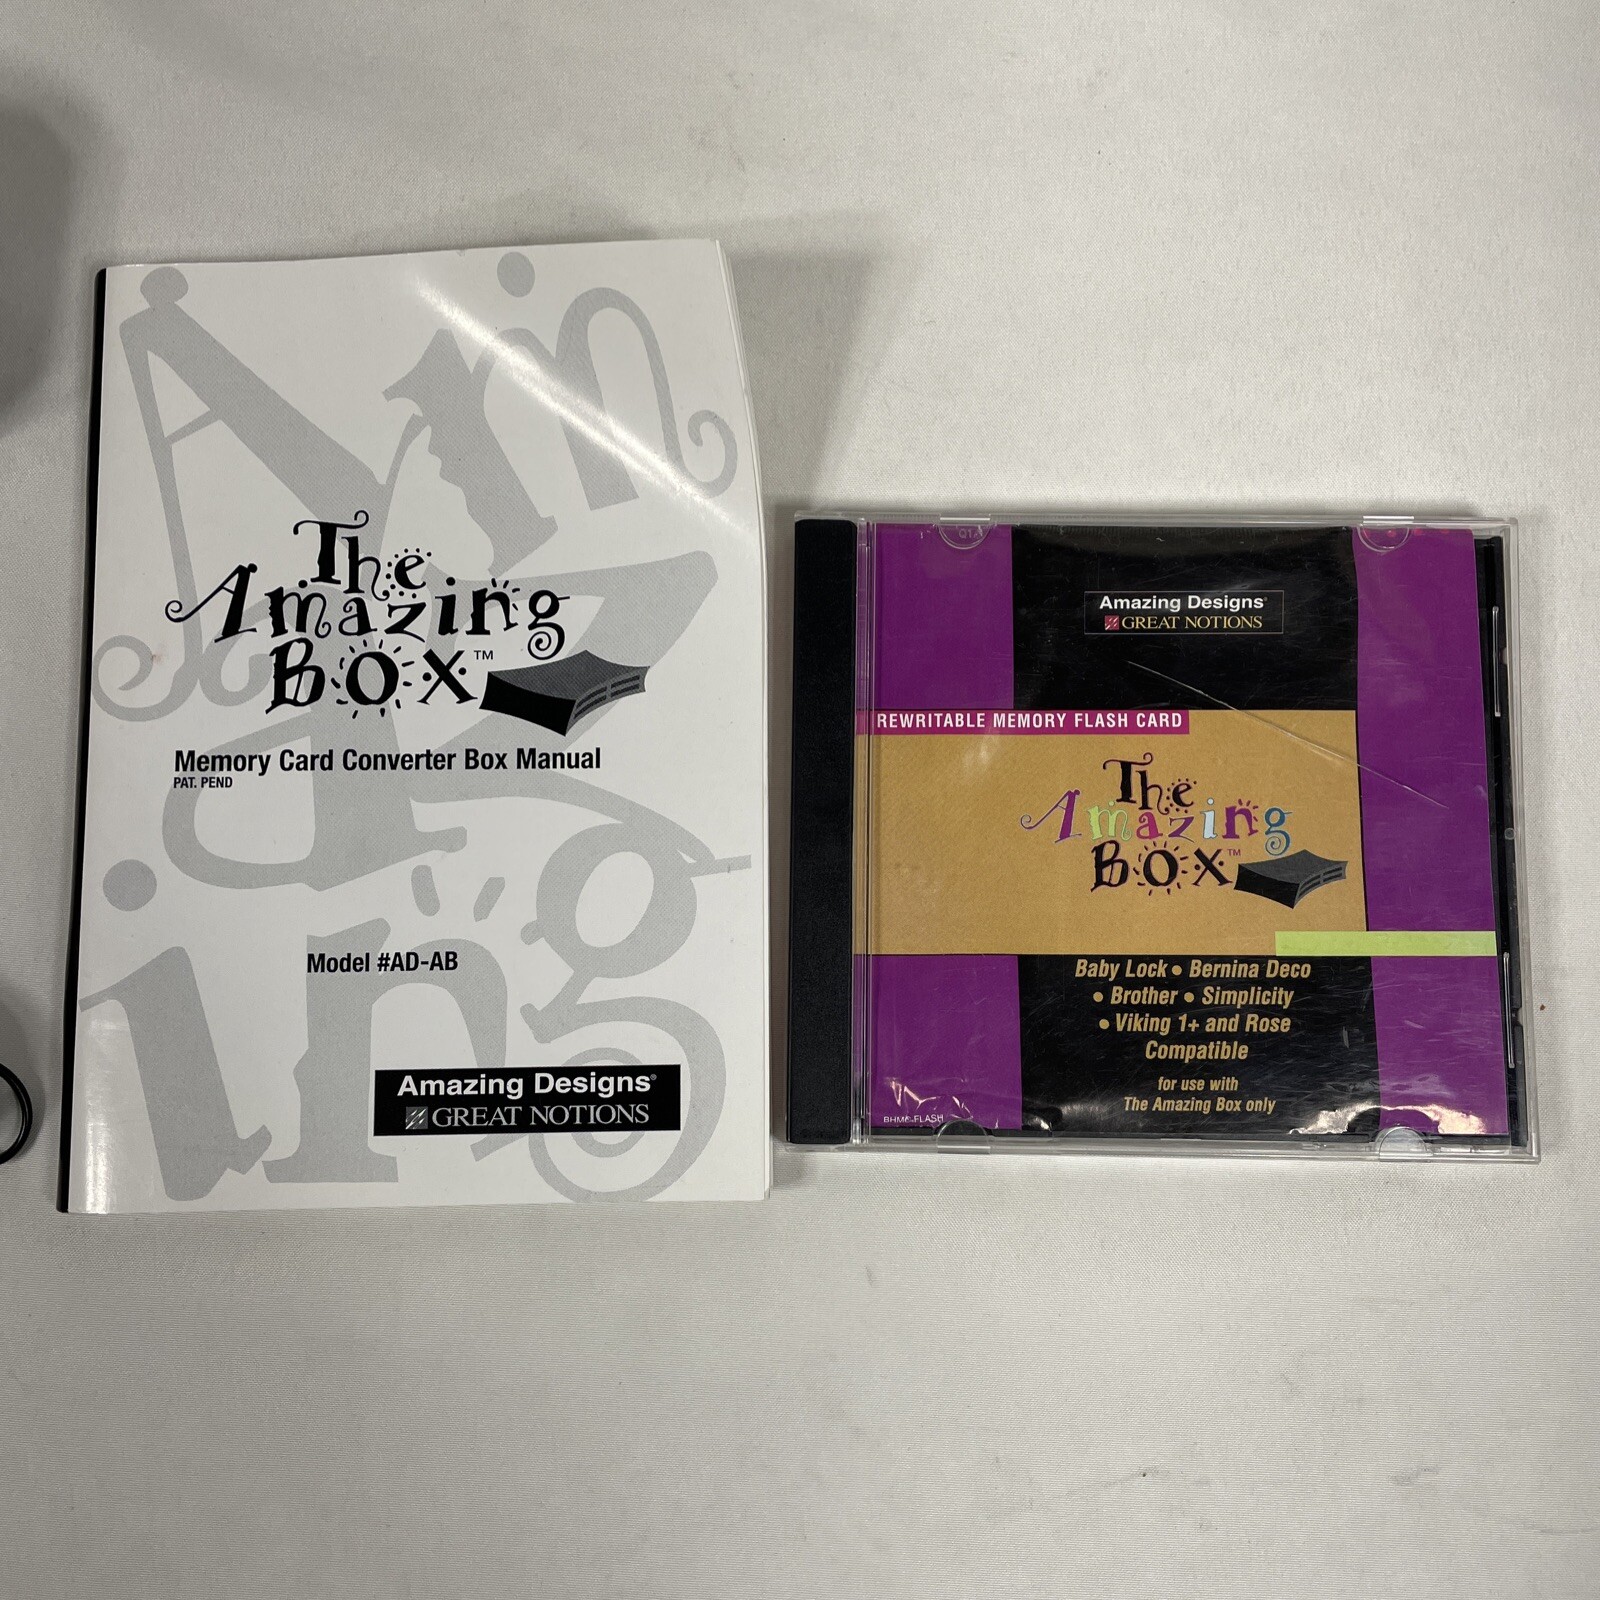 The
Amazing
Box™
Memory Card Converter Box Manual
PAT. PEND
Model #AD-AB
Amazing Designs®
GREAT NOTIONS
Amazing Designs®
GREAT NOTIONS
REWRITABLE MEMORY FLASH CARD
The
Amazing
Box™
Baby Lock • Bernina Deco
• Brother • Simplicity
• Viking 1+ and Rose
Compatible
for use with
The Amazing Box only